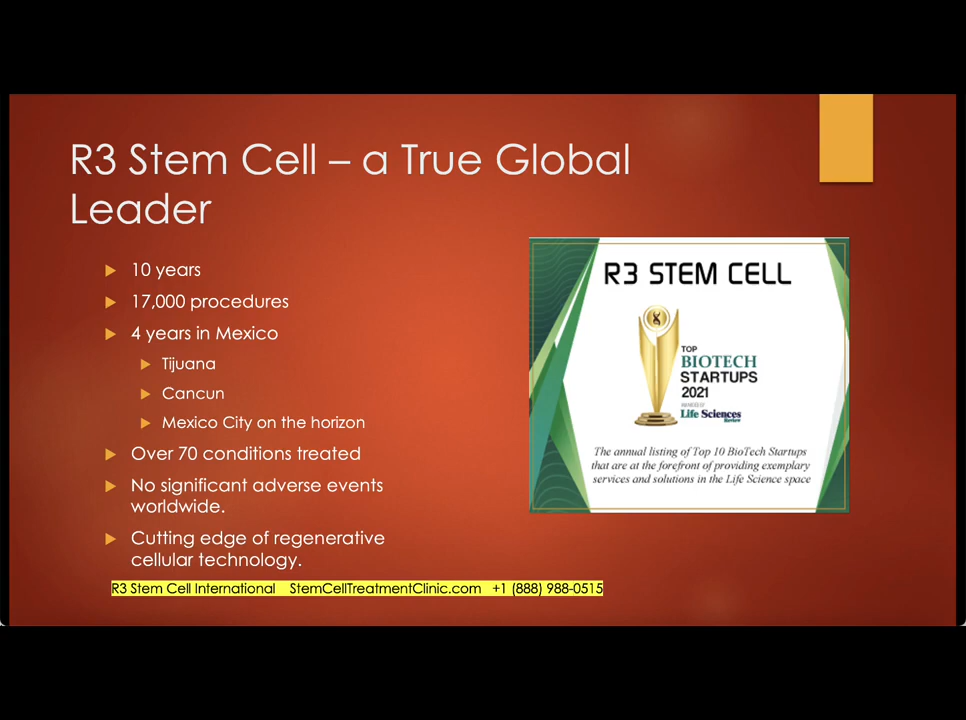 R3 Stem Cell – a True Global
Leader
10 years
17,000 procedures
4 years in Mexico
Tijuana
Cancun
Mexico City on the horizon
Over 70 conditions treated
No significant adverse events
worldwide.
Cutting edge of regenerative
cellular technology.
R3 STEM CELL
TOP
BIOTECH
STARTUPS
2021
Life Sciences
Review
The annual listing of Top 10 BioTech Startups
that are at the forefront of providing exemplary
services and solutions in the Life Science space
R3 Stem Cell International StemCellTreatmentClinic.com +1 (888) 988-0515